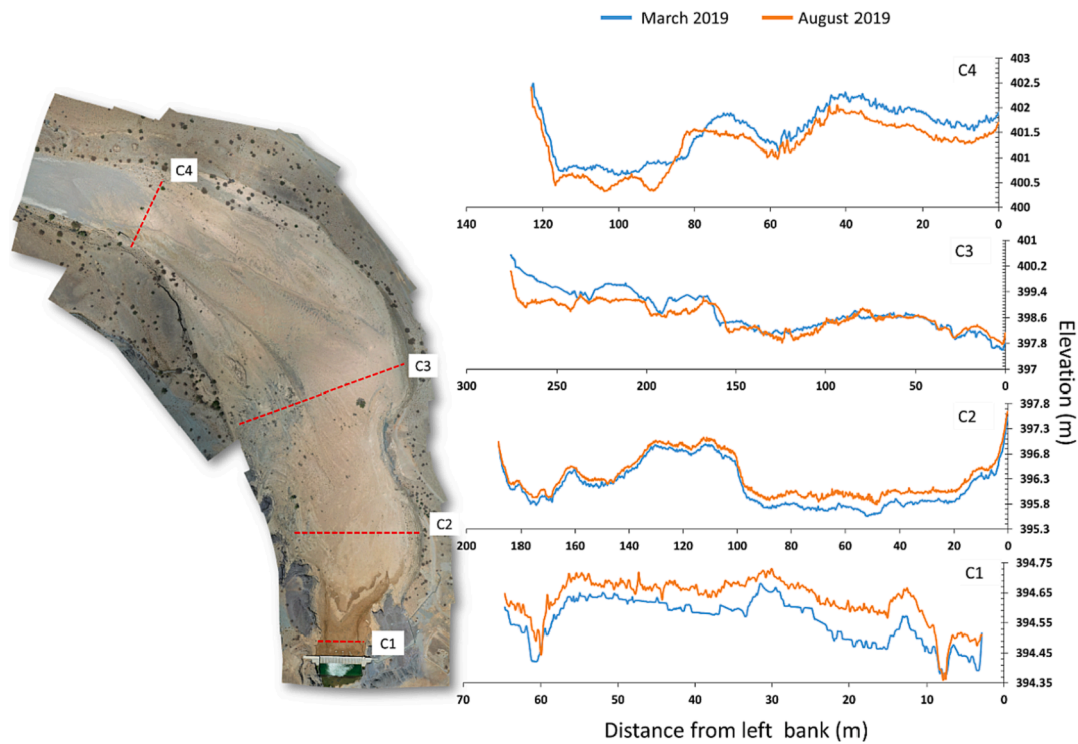 March 2019 August 2019
C4
403
402.5
402
401.5
401
400.5
400
140 120 100 80 60 40 20 0
C3
401
400.2
399.4
398.6
397.8
397
300 250 200 150 100 50 0
C2
397.8
397.3
396.8
396.3
395.8
395.3
200 180 160 140 120 100 80 60 40 20 0
C1
394.75
394.65
394.55
394.45
394.35
70 60 50 40 30 20 10 0
Elevation (m)
Distance from left bank (m)
C4
C3
C2
C1